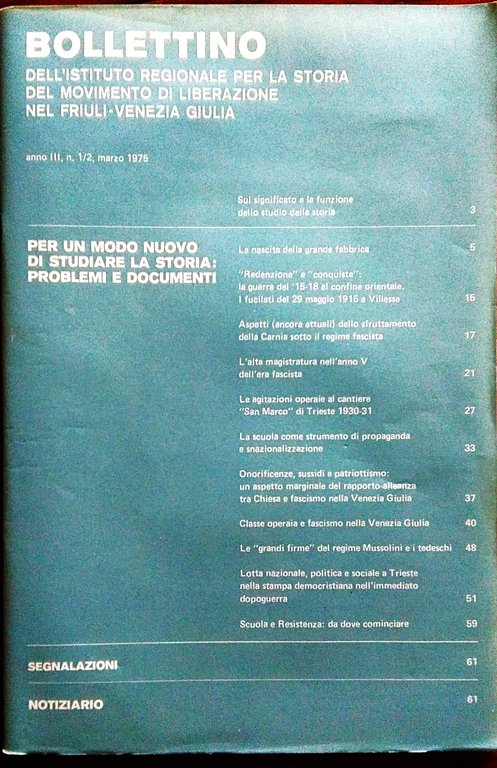 BOLLETTINO
DELL'ISTITUTO REGIONALE PER LA STORIA
DEL MOVIMENTO DI LIBERAZIONE
NEL FRIULI-VENEZIA GIULIA
anno III, n. 1/2, marzo 1975
Sul significato e la funzione
dello studio della storia 3
PER UN MODO NUOVO
DI STUDIARE LA STORIA:
PROBLEMI E DOCUMENTI
La nascita della grande fabbrica 5
"Redenzione" e "conquista":
la guerra del '15-18 al confine orientale.
I fucilati del 29 maggio 1915 a Villesse 15
Aspetti (ancora attuali) dello sfruttamento
della Carnia sotto il regime fascista 17
L'alta magistratura nell'anno V
dell'era fascista 21
Le agitazioni operaie al cantiere
"San Marco" di Trieste 1930-31 27
La scuola come strumento di propaganda
e snazionalizzazione 33
Onorificenze, sussidi e patriottismo:
un aspetto marginale del rapporto-alleanza
tra Chiesa e fascismo nella Venezia Giulia 37
Classe operaia e fascismo nella Venezia Giulia 40
Le "grandi firme" del regime Mussolini e i tedeschi 48
Lotta nazionale, politica e sociale a Trieste
nella stampa democristiana nell'immediato
dopoguerra 51
Scuola e Resistenza: da dove cominciare 59
SEGNALAZIONI 61
NOTIZIARIO 61